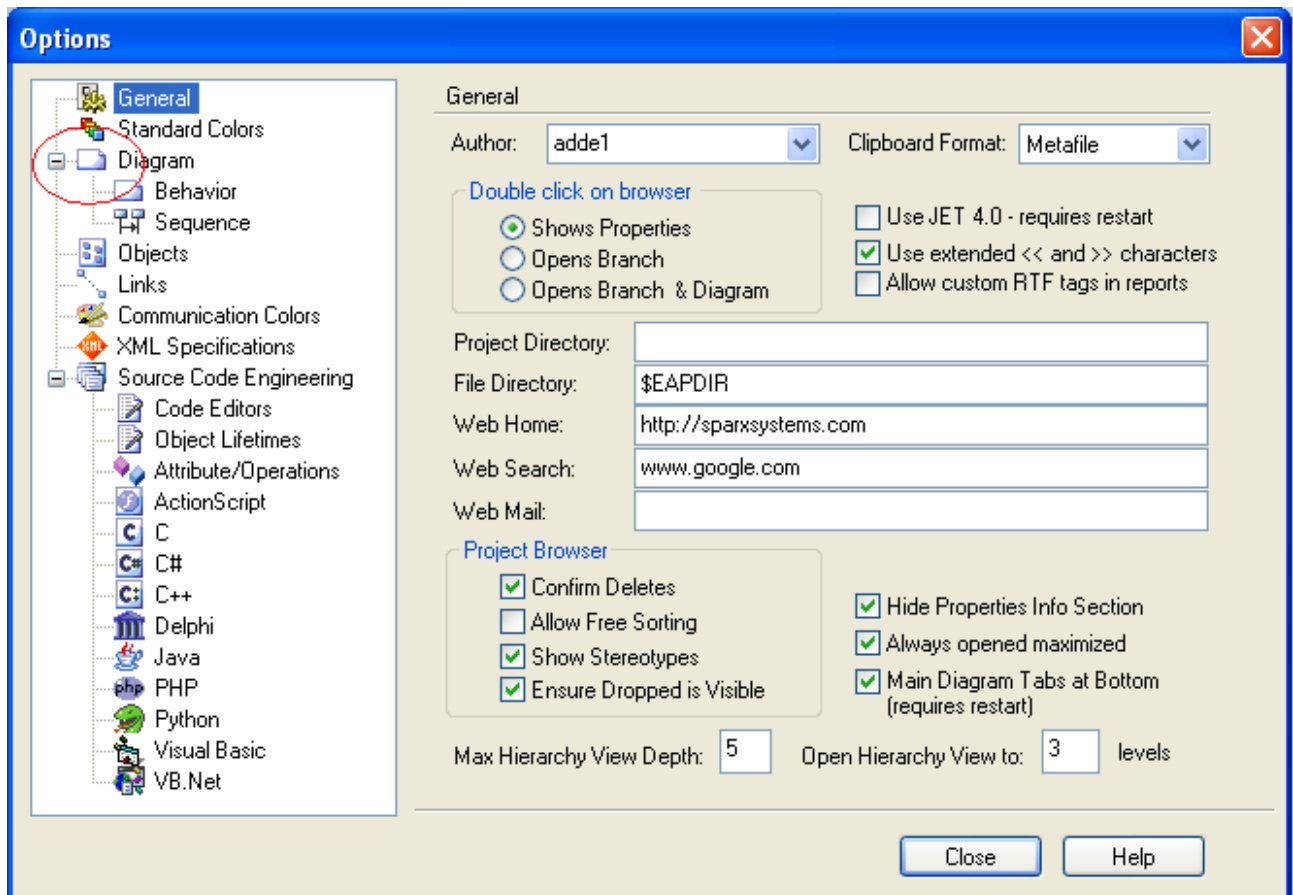 Options
General
Standard Colors
Diagram
Behavior
Sequence
Objects
Links
Communication Colors
XML Specifications
Source Code Engineering
Code Editors
Object Lifetimes
Attribute/Operations
ActionScript
C
C#
C++
Delphi
Java
PHP
Python
Visual Basic
VB.Net
General
Author: adde1 Clipboard Format: Metafile
Double click on browser
Shows Properties
Opens Branch
Opens Branch & Diagram
Use JET 4.0 - requires restart
Use extended << and >> characters
Allow custom RTF tags in reports
Project Directory:
File Directory: $EAPDIR
Web Home: http://sparxsystems.com
Web Search: www.google.com
Web Mail:
Project Browser
Confirm Deletes
Allow Free Sorting
Show Stereotypes
Ensure Dropped is Visible
Hide Properties Info Section
Always opened maximized
Main Diagram Tabs at Bottom
(requires restart)
Max Hierarchy View Depth: 5 Open Hierarchy View to: 3 levels
Close Help